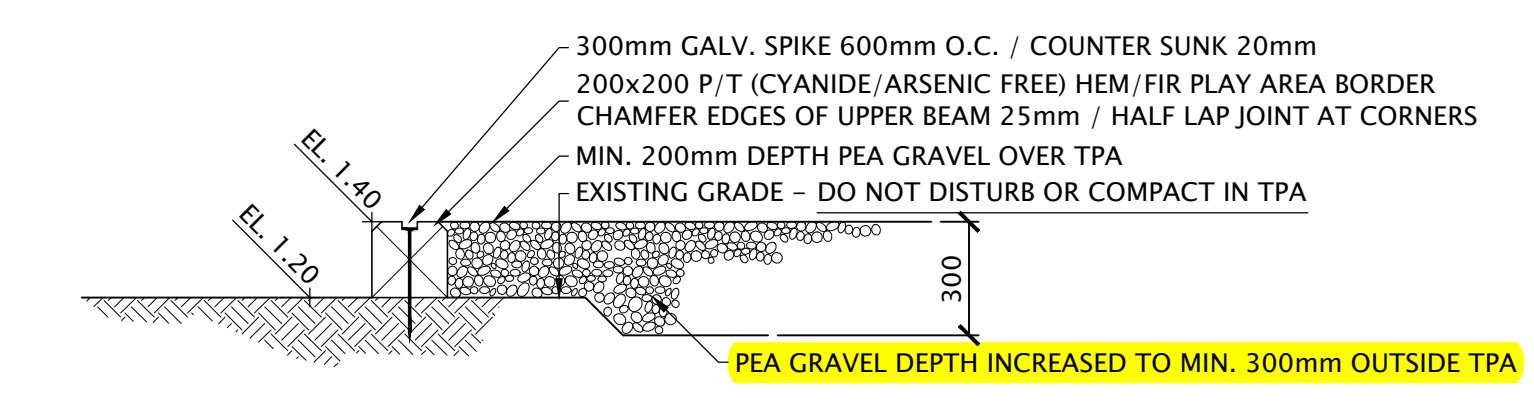 300mm GALV. SPIKE 600mm O.C. / COUNTER SUNK 20mm
200x200 P/T (CYANIDE/ARSENIC FREE) HEM/FIR PLAY AREA BORDER
CHAMFER EDGES OF UPPER BEAM 25mm / HALF LAP JOINT AT CORNERS
MIN. 200mm DEPTH PEA GRAVEL OVER TPA
EXISTING GRADE – DO NOT DISTURB OR COMPACT IN TPA
EL. 1.40
EL. 1.20
300
PEA GRAVEL DEPTH INCREASED TO MIN. 300mm OUTSIDE TPA